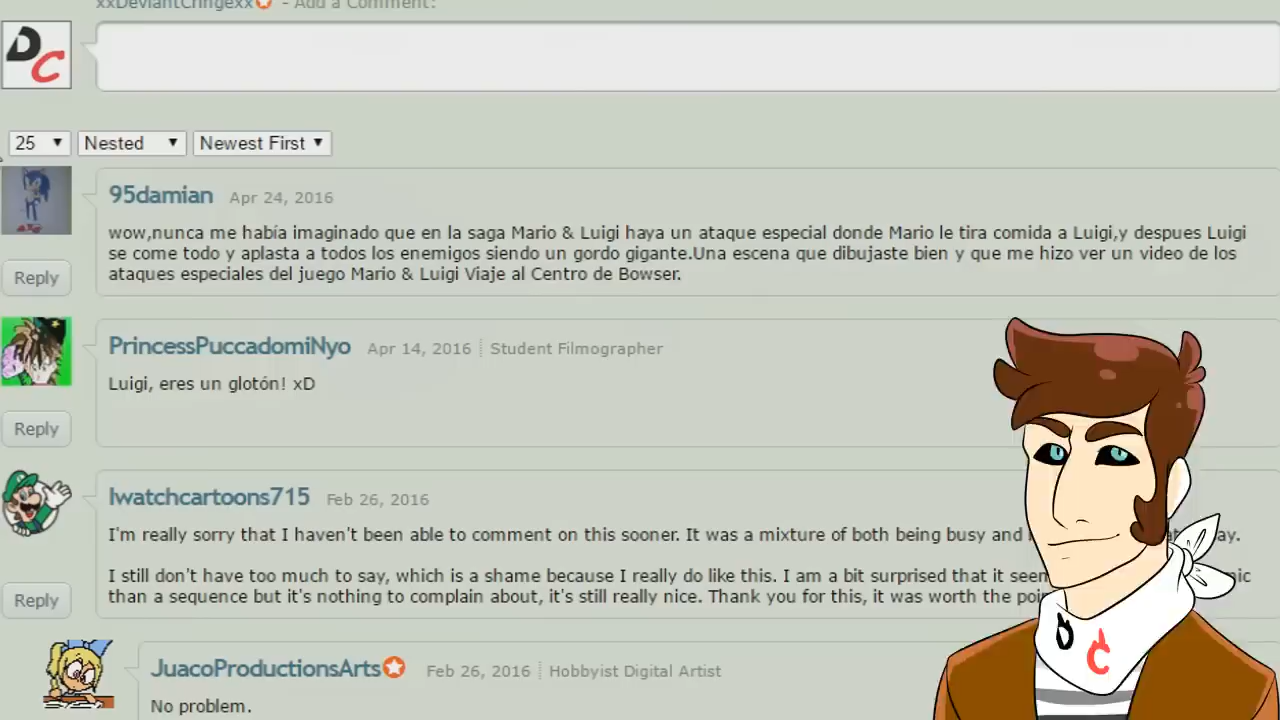 xxDeviantCringexx - Add a Comment:
D C
25 Nested Newest First
95damian Apr 24, 2016
wow,nunca me había imaginado que en la saga Mario & Luigi haya un ataque especial donde Mario le tira comida a Luigi,y despues Luigi
se come todo y aplasta a todos los enemigos siendo un gordo gigante.Una escena que dibujaste bien y que me hizo ver un video de los
ataques especiales del juego Mario & Luigi Viaje al Centro de Bowser.
Reply
PrincessPuccadomiNyo Apr 14, 2016 Student Filmographer
Luigi, eres un glotón! xD
Reply
Iwatchcartoons715 Feb 26, 2016
I'm really sorry that I haven't been able to comment on this sooner. It was a mixture of both being busy and
I still don't have too much to say, which is a shame because I really do like this. I am a bit surprised that it
than a sequence but it's nothing to complain about, it's still really nice. Thank you for this, it was worth the
Reply
JuacoProductionsArts Feb 26, 2016 Hobbyist Digital Artist
No problem.
D C